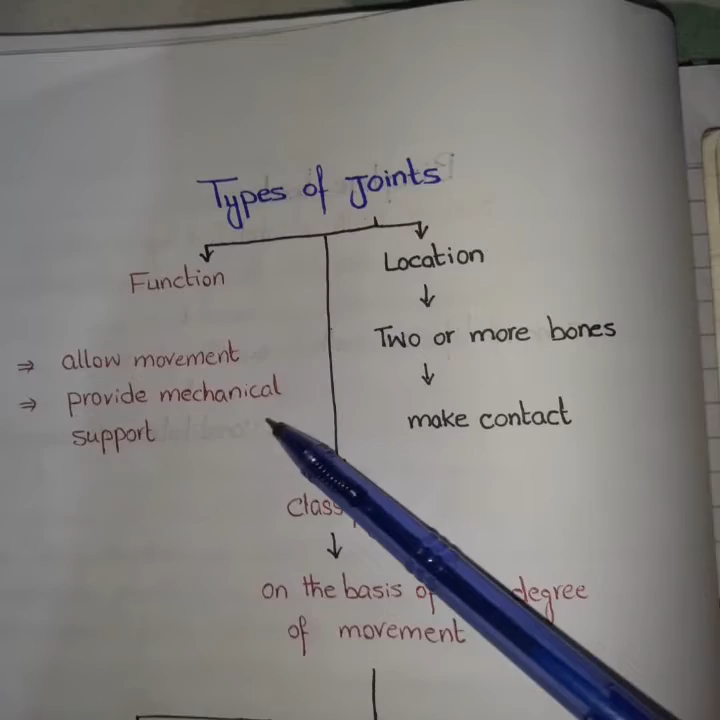 Types of Joints
Function
Location
Two or more bones
⇒ allow movement
⇒ provide mechanical
support
make contact
on the basis of degree
of movement